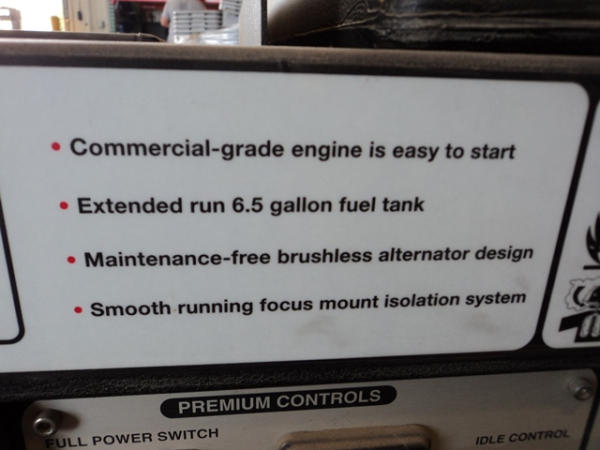 • Commercial-grade engine is easy to start
• Extended run 6.5 gallon fuel tank
• Maintenance-free brushless alternator design
• Smooth running focus mount isolation system
PREMIUM CONTROLS
FULL POWER SWITCH
IDLE CONTROL